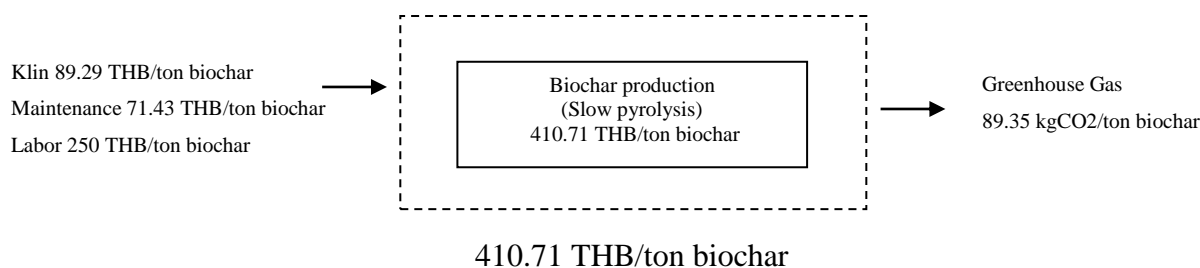 Klin 89.29 THB/ton biochar
Maintenance 71.43 THB/ton biochar
Labor 250 THB/ton biochar
Biochar production
(Slow pyrolysis)
410.71 THB/ton biochar
Greenhouse Gas
89.35 kgCO2/ton biochar
410.71 THB/ton biochar